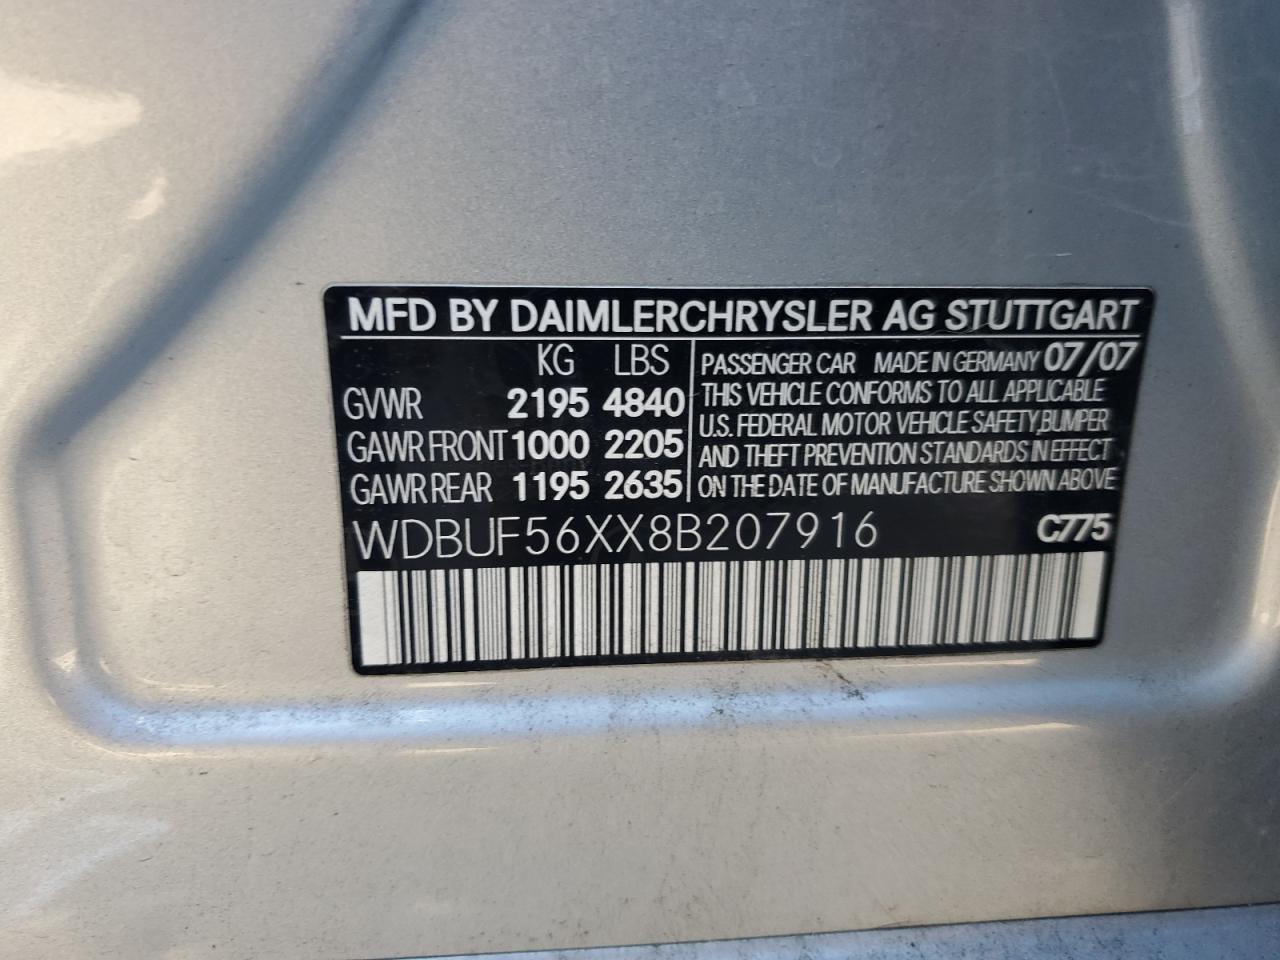 MFD BY DAIMLERCHRYSLER AG STUTTGART
KG LBS
GVWR 2195 4840
GAWR FRONT 1000 2205
GAWR REAR 1195 2635
PASSENGER CAR MADE IN GERMANY 07/07
THIS VEHICLE CONFORMS TO ALL APPLICABLE
U.S. FEDERAL MOTOR VEHICLE SAFETY,BUMPER
AND THEFT PREVENTION STANDARDS IN EFFECT
ON THE DATE OF MANUFACTURE SHOWN ABOVE
WDBUF56XX8B207916 C775